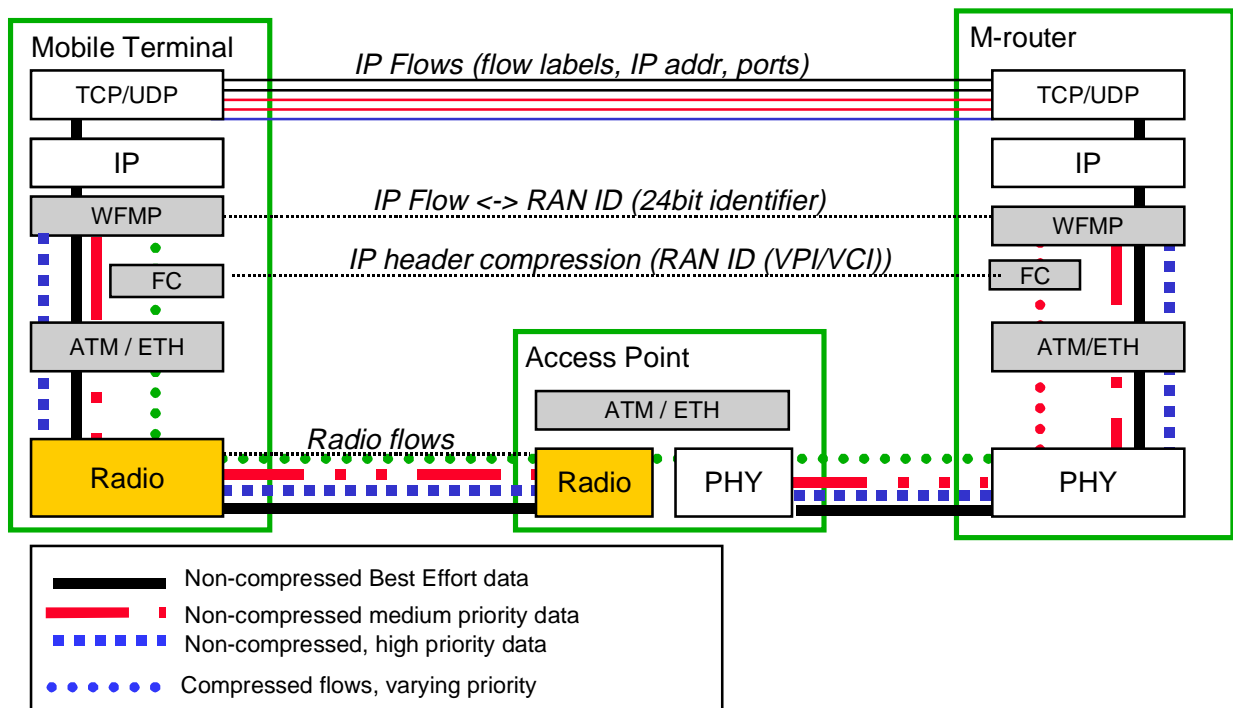 Mobile Terminal
M-router
IP Flows (flow labels, IP addr, ports)
TCP/UDP
TCP/UDP
IP
IP
IP Flow <-> RAN ID (24bit identifier)
WFMP
WFMP
IP header compression (RAN ID (VPI/VCI))
FC
FC
ATM / ETH
Access Point
ATM/ETH
ATM / ETH
Radio flows
Radio
Radio
PHY
PHY
Non-compressed Best Effort data
Non-compressed medium priority data
Non-compressed, high priority data
Compressed flows, varying priority